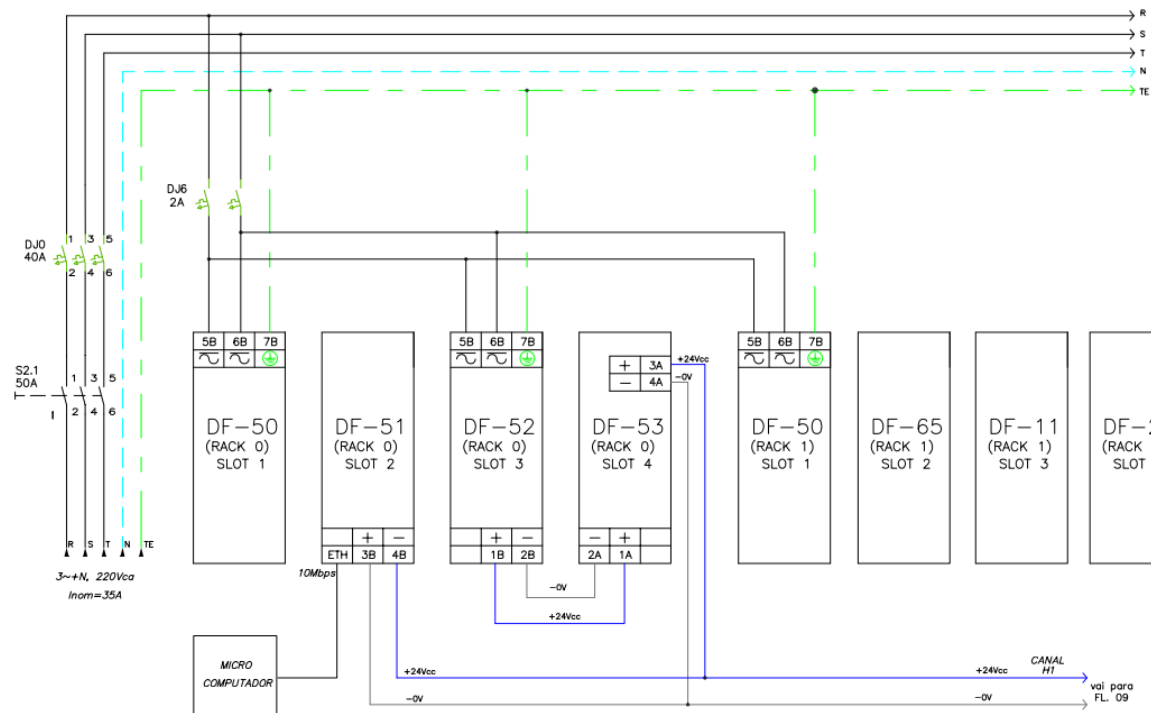 R
S
T
N
TE
DJ6
2A
DJ0
40A
1 3 5
2 4 6
S2.1
50A
1 3 5
2 4 6
I
R S T N TE
3~+N, 220Vca
Inom=35A
5B 6B 7B
DF-50
(RACK 0)
SLOT 1
DF-51
(RACK 0)
SLOT 2
+ -
ETH 3B 4B
10Mbps
5B 6B 7B
DF-52
(RACK 0)
SLOT 3
+ -
1B 2B
+ 3A
- 4A
+24Vcc
-0V
DF-53
(RACK 0)
SLOT 4
- +
2A 1A
-0V
+24Vcc
5B 6B 7B
DF-50
(RACK 1)
SLOT 1
DF-65
(RACK 1)
SLOT 2
DF-11
(RACK 1)
SLOT 3
DF-2
(RACK 1)
SLOT
MICRO
COMPUTADOR
+24Vcc
-0V
+24Vcc
-0V
CANAL
H1
vai para
FL. 09